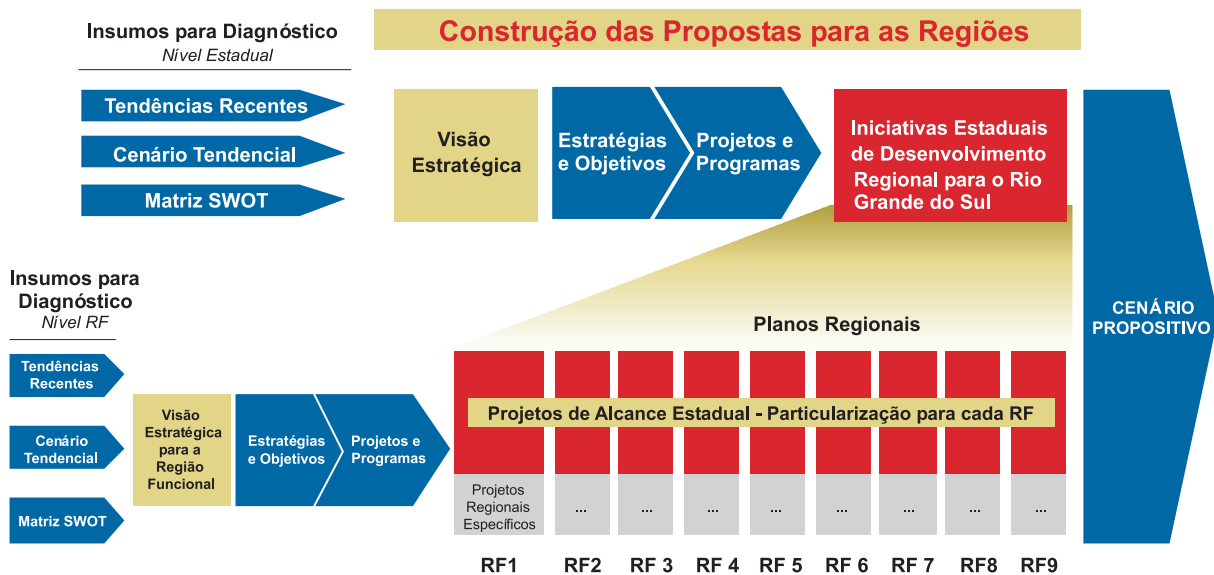 Insumos para Diagnóstico
Nível Estadual
Construção das Propostas para as Regiões
Tendências Recentes
Cenário Tendencial
Matriz SWOT
Visão
Estratégica
Estratégias
e Objetivos
Projetos e
Programas
Iniciativas Estaduais
de Desenvolvimento
Regional para o Rio
Grande do Sul
CENÁRIO
PROPOSITIVO
Insumos para
Diagnóstico
Nível RF
Tendências
Recentes
Cenário
Tendencial
Matriz SWOT
Visão
Estratégica
para a
Região
Funcional
Estratégias
e Objetivos
Projetos e
Programas
Planos Regionais
Projetos de Alcance Estadual - Particularização para cada RF
Projetos
Regionais
Específicos
... ... ... ... ... ... ... ...
RF1 RF2 RF 3 RF 4 RF 5 RF 6 RF 7 RF8 RF9